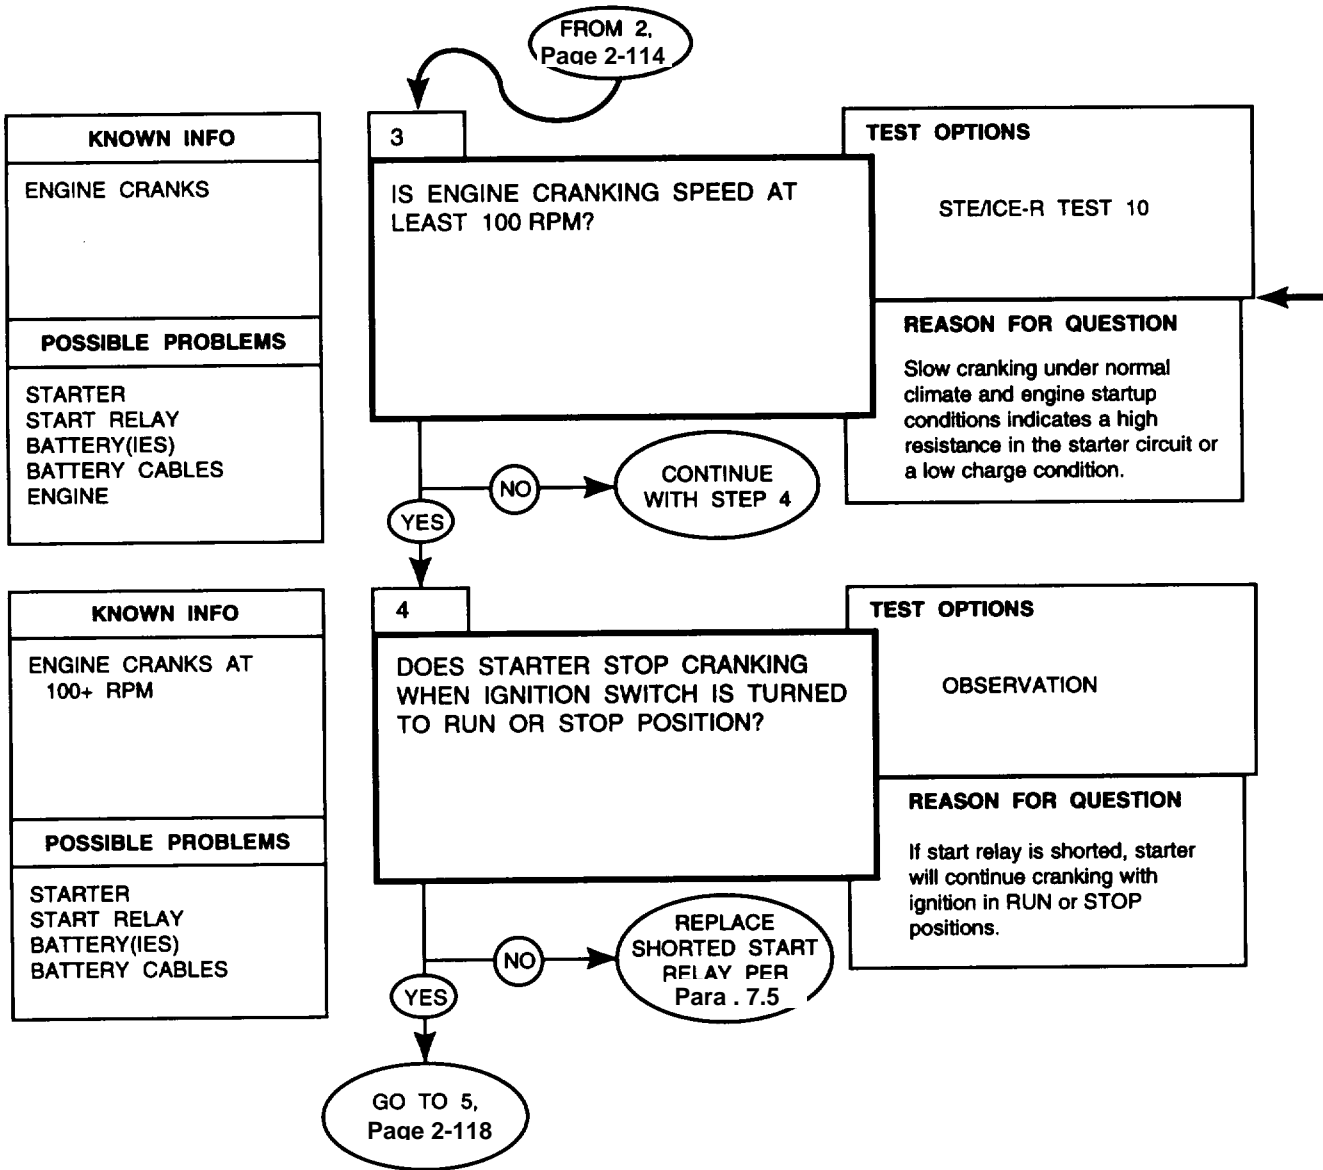 FROM 2,
Page 2-114
KNOWN INFO
ENGINE CRANKS
POSSIBLE PROBLEMS
STARTER
START RELAY
BATTERY(IES)
BATTERY CABLES
ENGINE
3
IS ENGINE CRANKING SPEED AT
LEAST 100 RPM?
TEST OPTIONS
STE/ICE-R TEST 10
REASON FOR QUESTION
Slow cranking under normal
climate and engine startup
conditions indicates a high
resistance in the starter circuit or
a low charge condition.
NO
CONTINUE
WITH STEP 4
YES
KNOWN INFO
ENGINE CRANKS AT
100+ RPM
POSSIBLE PROBLEMS
STARTER
START RELAY
BATTERY(IES)
BATTERY CABLES
4
DOES STARTER STOP CRANKING
WHEN IGNITION SWITCH IS TURNED
TO RUN OR STOP POSITION?
TEST OPTIONS
OBSERVATION
REASON FOR QUESTION
If start relay is shorted, starter
will continue cranking with
ignition in RUN or STOP
positions.
NO
REPLACE
SHORTED START
RELAY PER
Para . 7.5
YES
GO TO 5,
Page 2-118